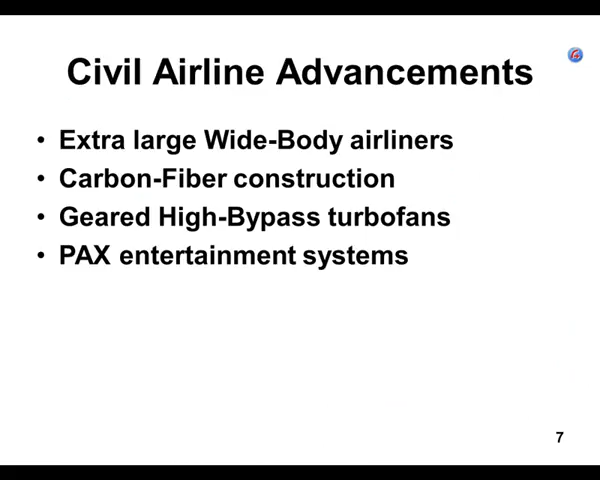 Civil Airline Advancements
• Extra large Wide-Body airliners
• Carbon-Fiber construction
• Geared High-Bypass turbofans
• PAX entertainment systems
7